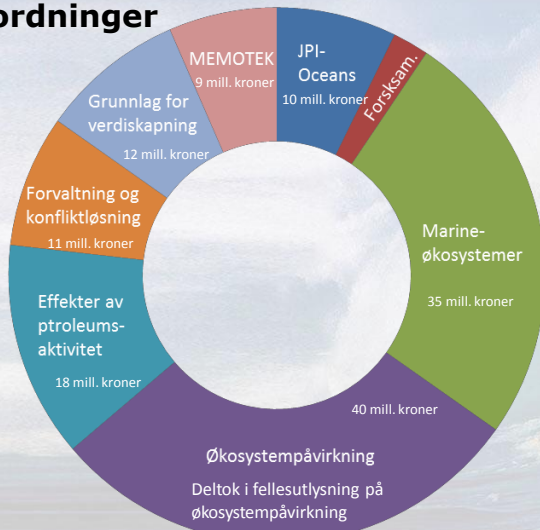 ordninger
JPI-
Oceans
10 mill. kroner
Forsksam.
Marine-
økosystemer
35 mill. kroner
40 mill. kroner
Økosystempåvirkning
Deltok i fellesutlysning på
økosystempåvirkning
Effekter av
ptroleums-
aktivitet
18 mill. kroner
Forvaltning og
konfliktløsning
11 mill. kroner
Grunnlag for
verdiskapning
12 mill. kroner
MEMOTEK
9 mill. kroner